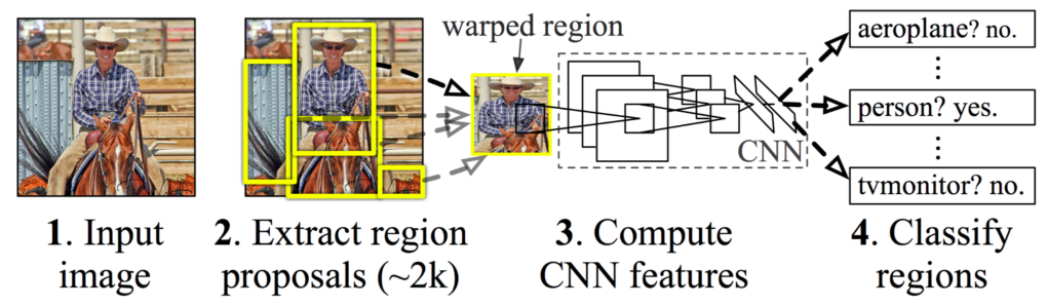 warped region
aeroplane? no.
⋮
person? yes.
⋮
tvmonitor? no.
CNN
1. Input
image
2. Extract region
proposals (~2k)
3. Compute
CNN features
4. Classify
regions